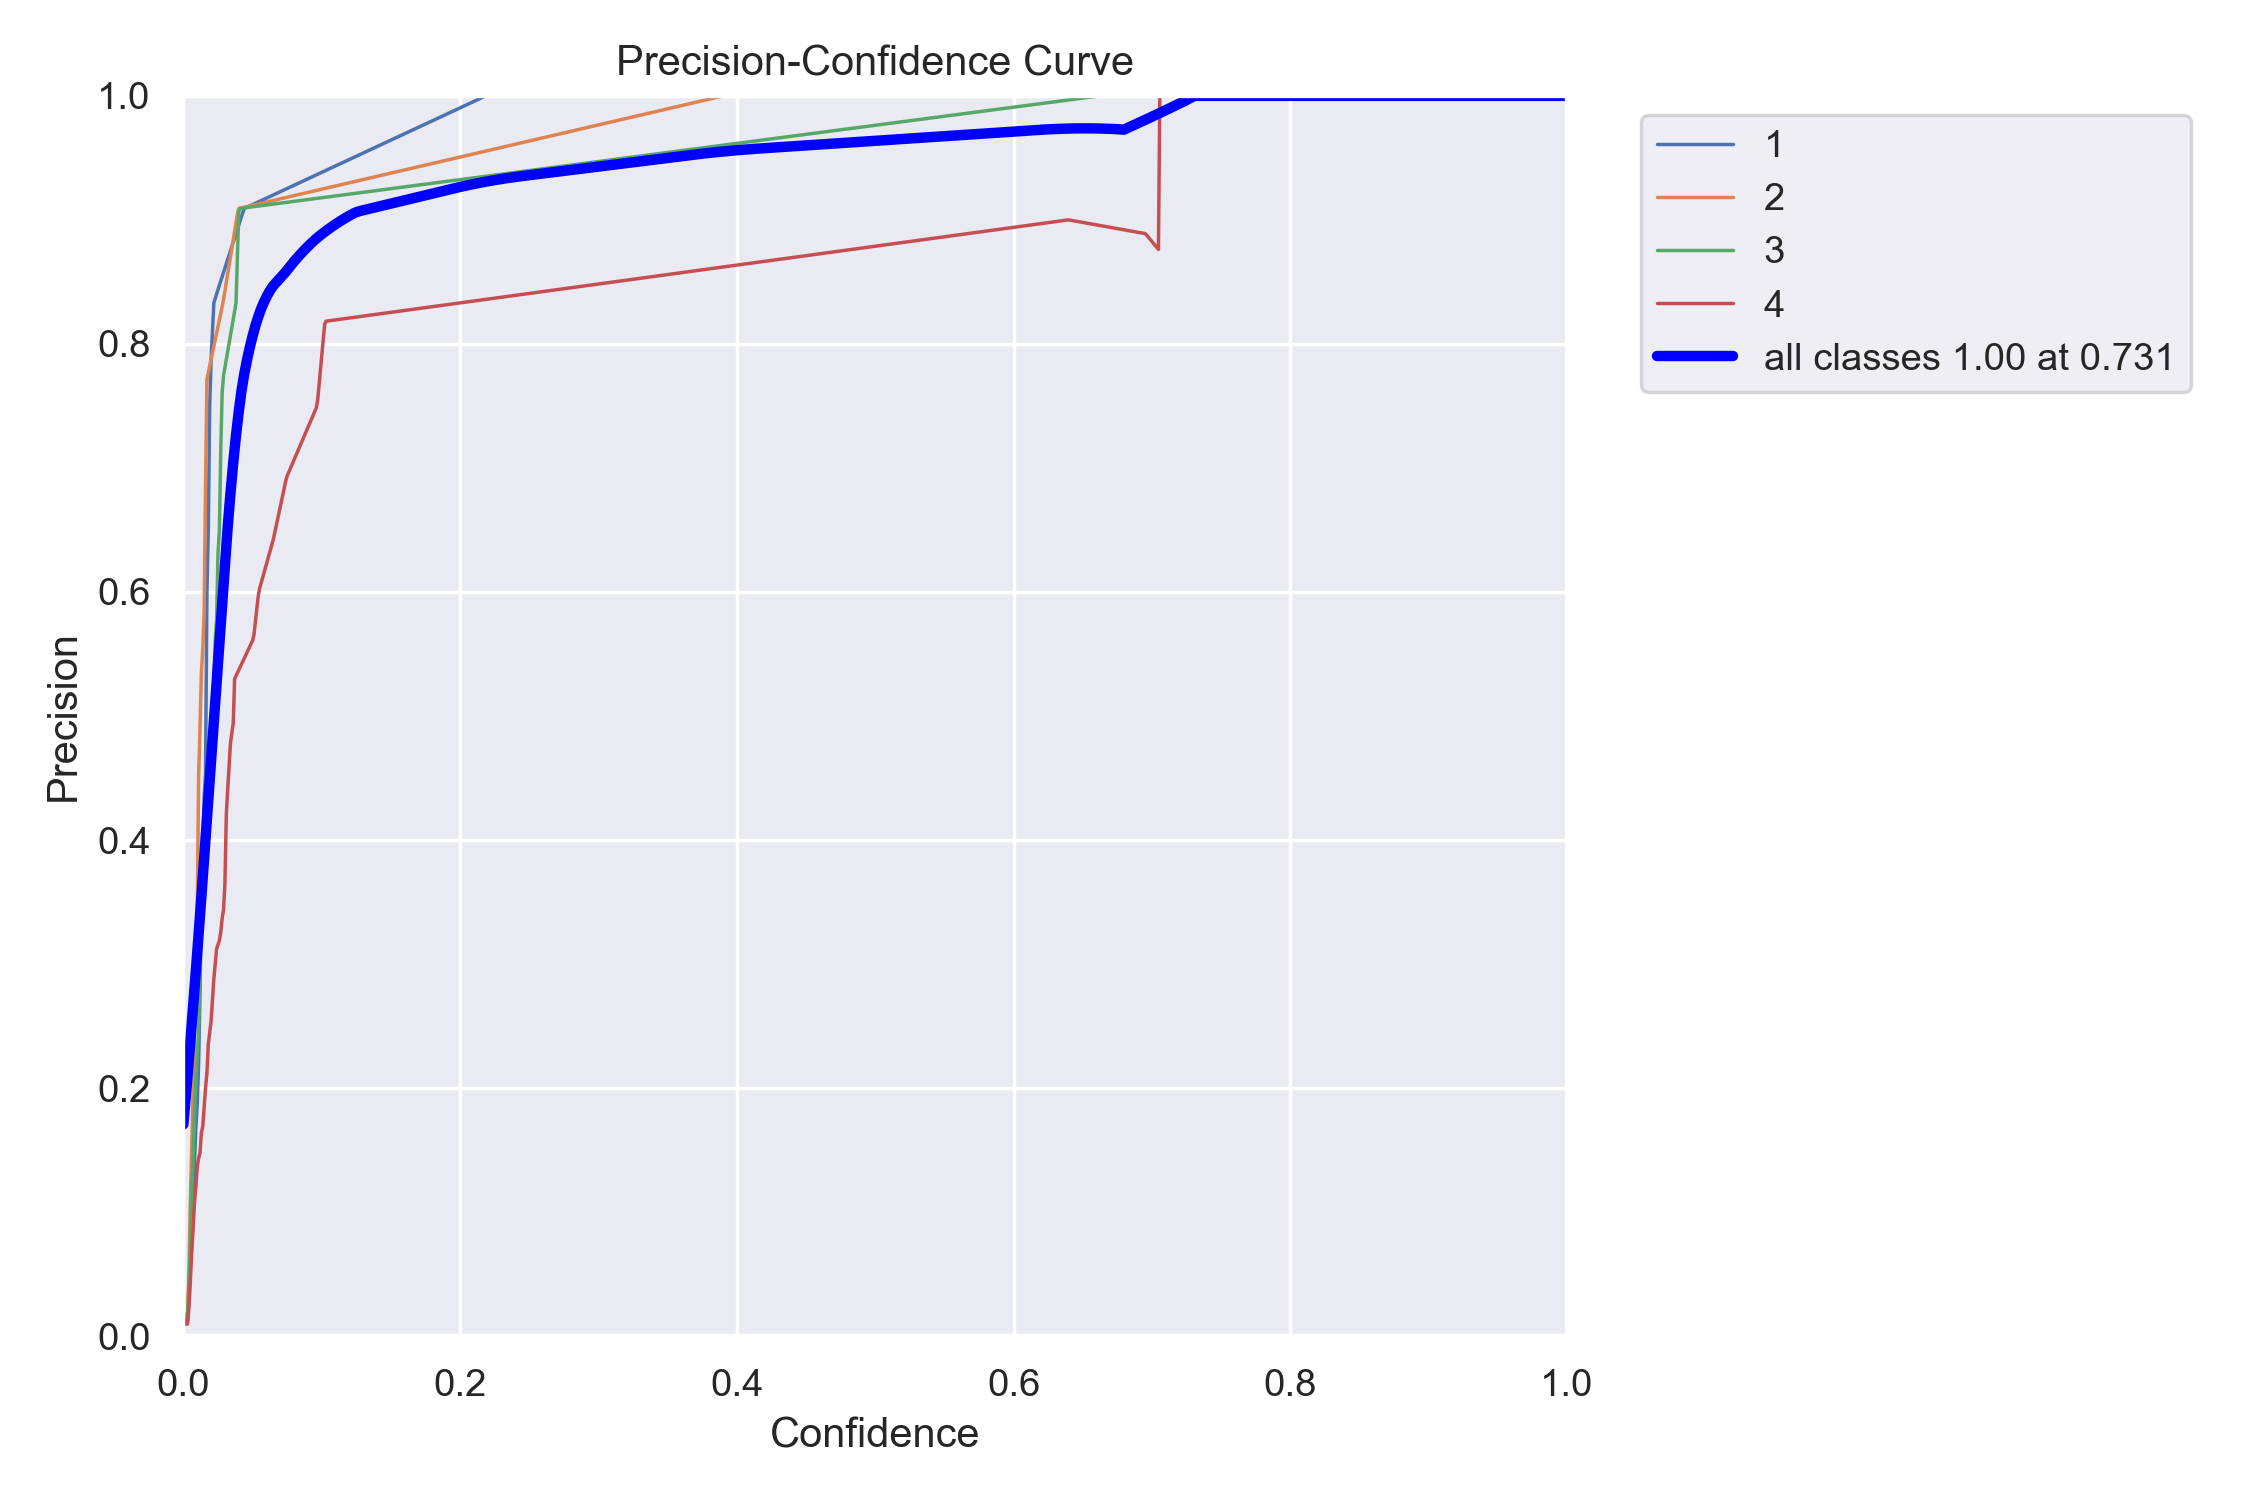 Precision-Confidence Curve
1.0
0.8
0.6
0.4
0.2
0.0
Precision
0.0 0.2 0.4 0.6 0.8 1.0
Confidence
1
2
3
4
all classes 1.00 at 0.731